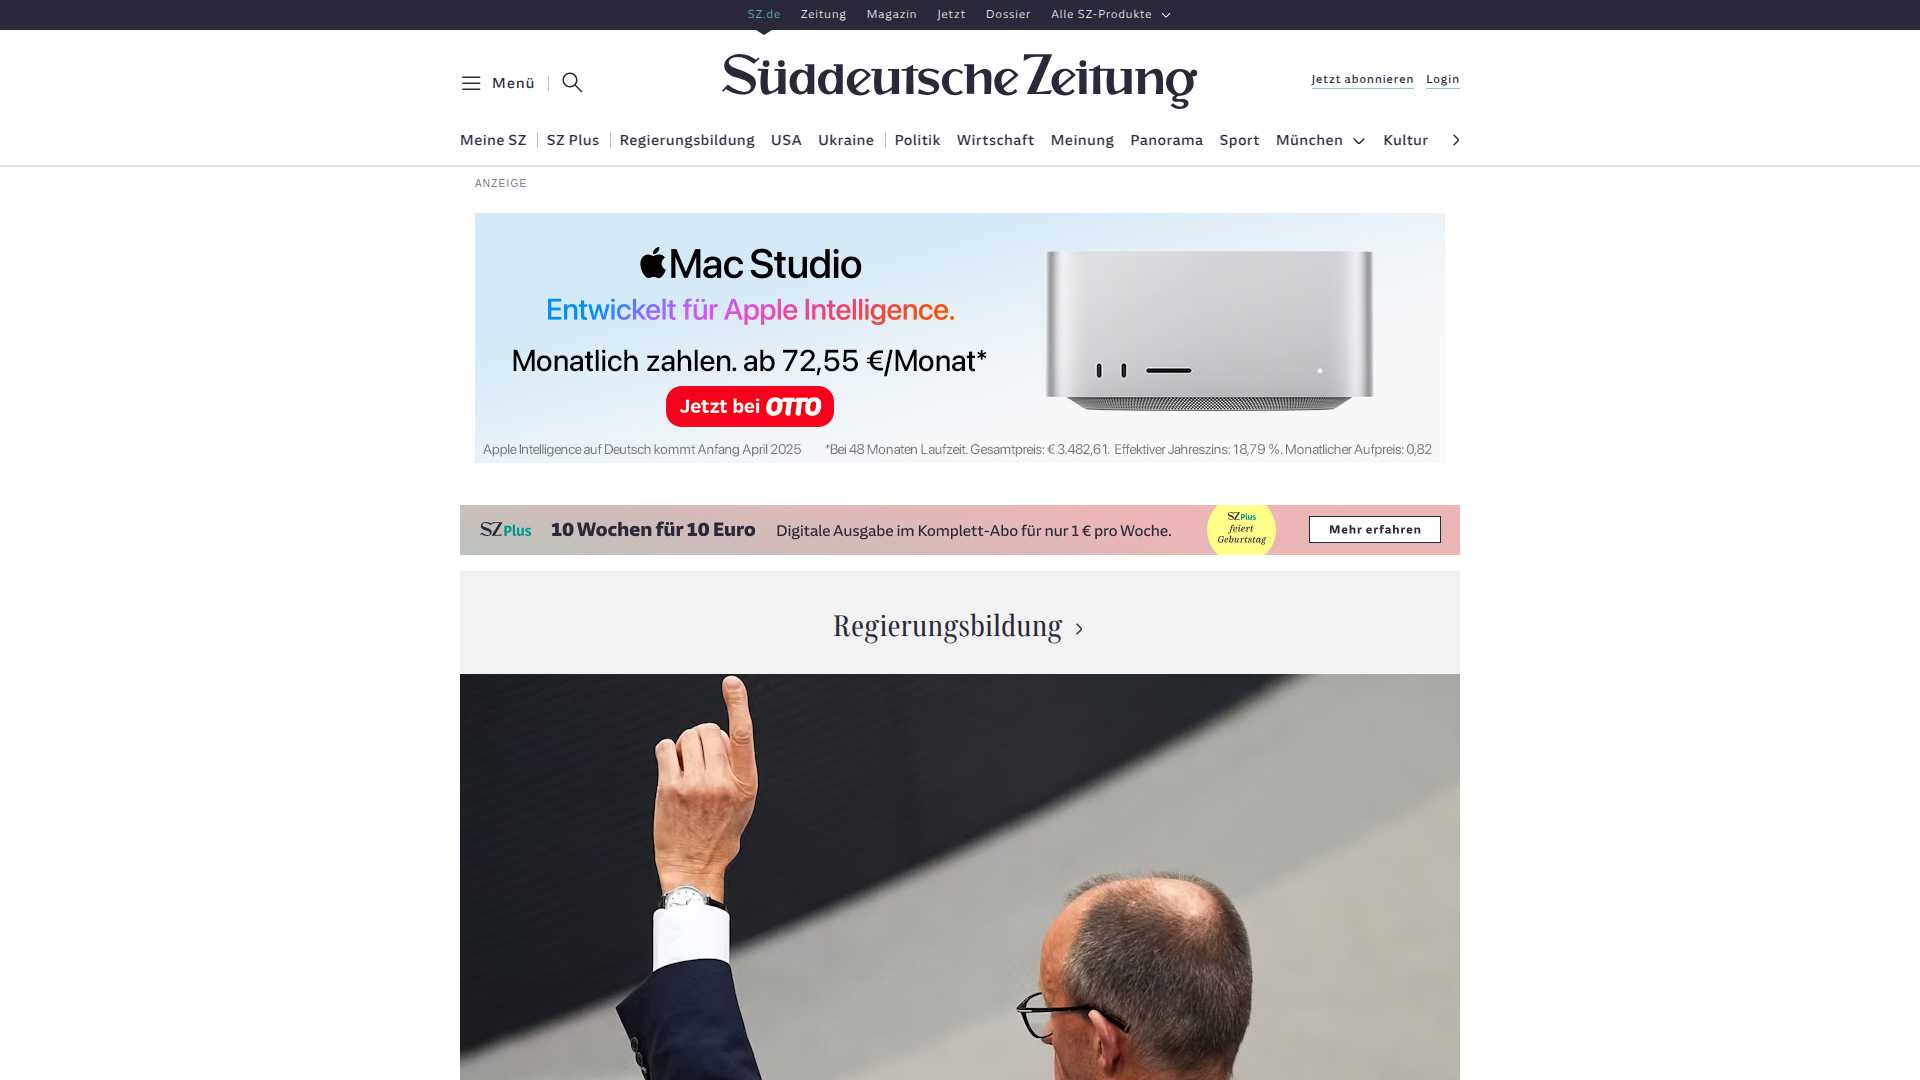 SZ.de Zeitung Magazin Jetzt Dossier Alle SZ-Produkte
Menü
Süddeutsche Zeitung
Jetzt abonnieren Login
Meine SZ SZ Plus Regierungsbildung USA Ukraine Politik Wirtschaft Meinung Panorama Sport München Kultur
ANZEIGE
Mac Studio
Entwickelt für Apple Intelligence.
Monatlich zahlen. ab 72,55 €/Monat*
Jetzt bei OTTO
Apple Intelligence auf Deutsch kommt Anfang April 2025 *Bei 48 Monaten Laufzeit. Gesamtpreis: € 3.482,61. Effektiver Jahreszins: 18,79 %. Monatlicher Aufpreis: 0,82
SZ Plus 10 Wochen für 10 Euro Digitale Ausgabe im Komplett-Abo für nur 1 € pro Woche.
SZ Plus
feiert
Geburtstag
Mehr erfahren
Regierungsbildung